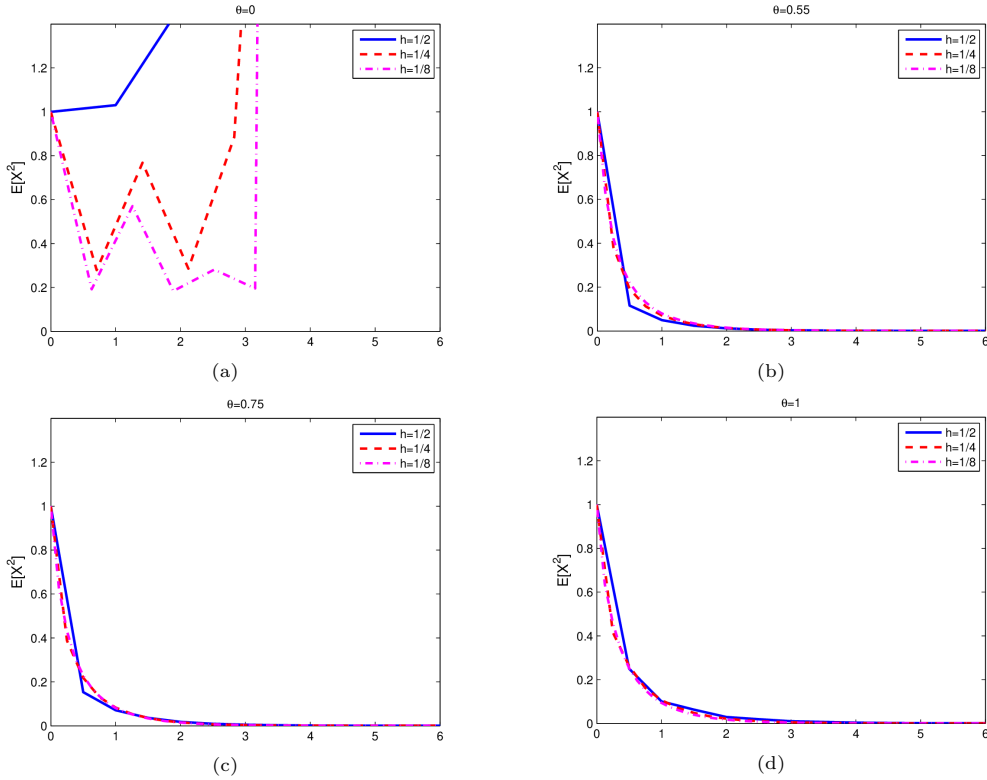 θ=0
E[X²]
1.2
1
0.8
0.6
0.4
0.2
0
0 1 2 3 4 5 6
h=1/2
h=1/4
h=1/8
(a)
θ=0.55
E[X²]
1.2
1
0.8
0.6
0.4
0.2
0
0 1 2 3 4 5 6
h=1/2
h=1/4
h=1/8
(b)
θ=0.75
E[X²]
1.2
1
0.8
0.6
0.4
0.2
0
0 1 2 3 4 5 6
h=1/2
h=1/4
h=1/8
(c)
θ=1
E[X²]
1.2
1
0.8
0.6
0.4
0.2
0
0 1 2 3 4 5 6
h=1/2
h=1/4
h=1/8
(d)